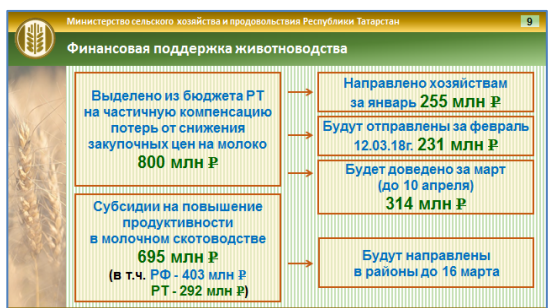 Министерство сельского хозяйства и продовольствия Республики Татарстан
9
Финансовая поддержка животноводства
Выделено из бюджета РТ
на частичную компенсацию
потерь от снижения
закупочных цен на молоко
800 млн ₽
Направлено хозяйствам
за январь 255 млн ₽
Будут отправлены за февраль
12.03.18г. 231 млн ₽
Будет доведено за март
(до 10 апреля)
314 млн ₽
Субсидии на повышение
продуктивности
в молочном скотоводстве
695 млн ₽
(в т.ч. РФ - 403 млн ₽
РТ - 292 млн ₽)
Будут направлены
в районы до 16 марта